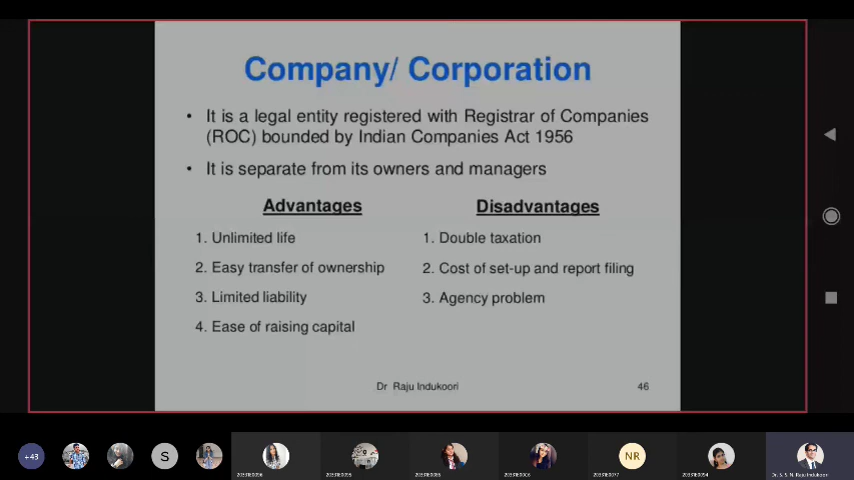 Company/ Corporation
• It is a legal entity registered with Registrar of Companies
(ROC) bounded by Indian Companies Act 1956
• It is separate from its owners and managers
Advantages
1. Unlimited life
2. Easy transfer of ownership
3. Limited liability
4. Ease of raising capital
Disadvantages
1. Double taxation
2. Cost of set-up and report filing
3. Agency problem
Dr Raju Indukoori
46
+43
S
NR
Dr. S. S. N. Raju Indukoori